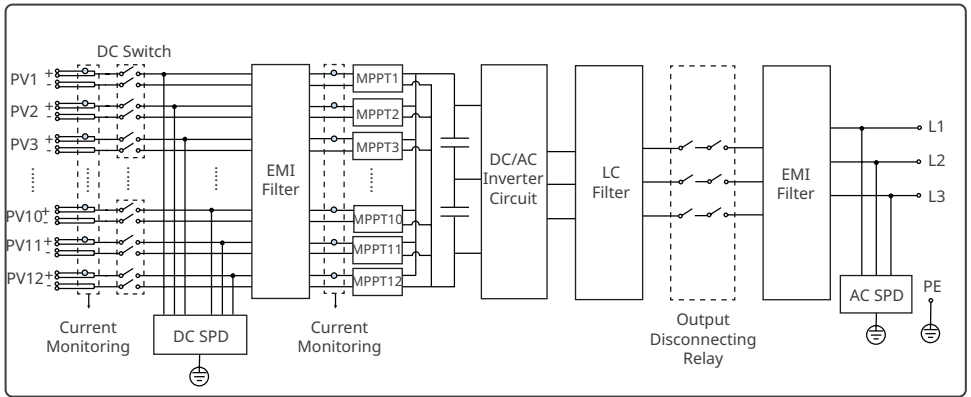 DC Switch
PV1 + -
PV2 + -
PV3 + -
PV10 + -
PV11 + -
PV12 + -
Current
Monitoring
DC SPD
EMI
Filter
Current
Monitoring
MPPT1
MPPT2
MPPT3
MPPT10
MPPT11
MPPT12
DC/AC
Inverter
Circuit
LC
Filter
Output
Disconnecting
Relay
EMI
Filter
L1
L2
L3
AC SPD
PE